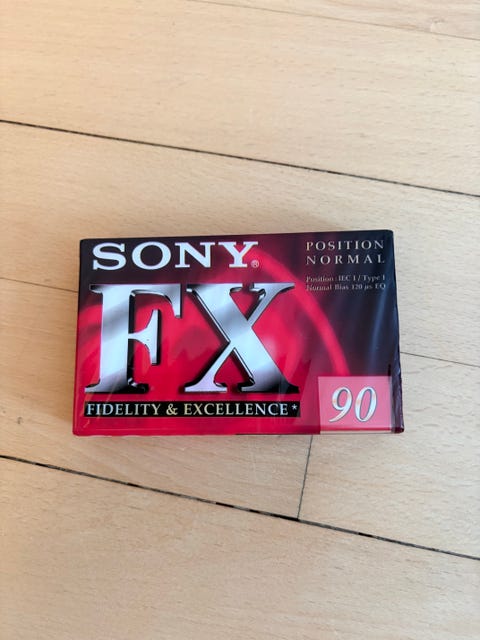 SONY®
POSITION
NORMAL
Position: IEC I / Type I
Normal Bias 120 µs EQ
FX
FIDELITY & EXCELLENCE*
90